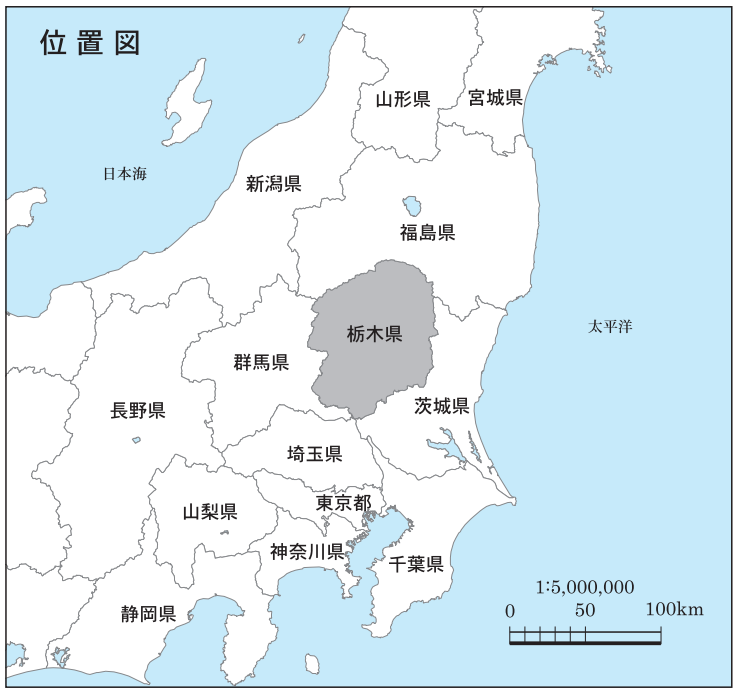 位置図
山形県
宮城県
日本海
新潟県
福島県
太平洋
栃木県
群馬県
茨城県
長野県
埼玉県
山梨県
東京都
神奈川県
千葉県
静岡県
1:5,000,000
0 50 100km